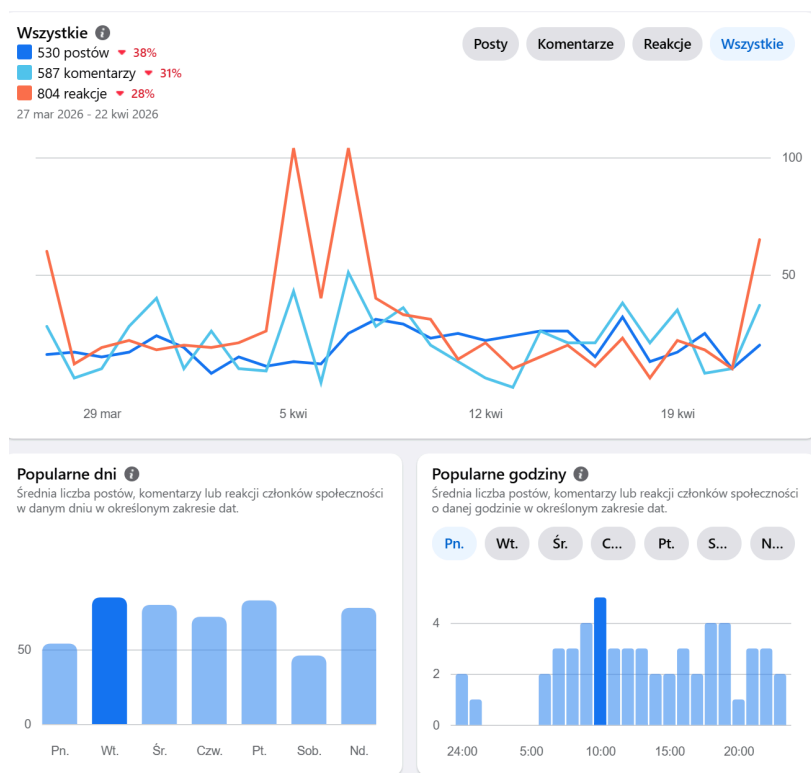 Wszystkie
530 postów 38%
587 komentarzy 31%
804 reakcje 28%
27 mar 2026 - 22 kwi 2026
Posty Komentarze Reakcje Wszystkie
100
50
29 mar 5 kwi 12 kwi 19 kwi
Popularne dni
Średnia liczba postów, komentarzy lub reakcji członków społeczności
w danym dniu w określonym zakresie dat.
50
0
Pn. Wt. Śr. Czw. Pt. Sob. Nd.
Popularne godziny
Średnia liczba postów, komentarzy lub reakcji członków społeczności
o danej godzinie w określonym zakresie dat.
Pn. Wt. Śr. C... Pt. S... N...
4
2
0
24:00 5:00 10:00 15:00 20:00